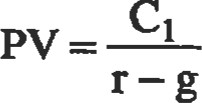 PV = C₁ / (r − g)